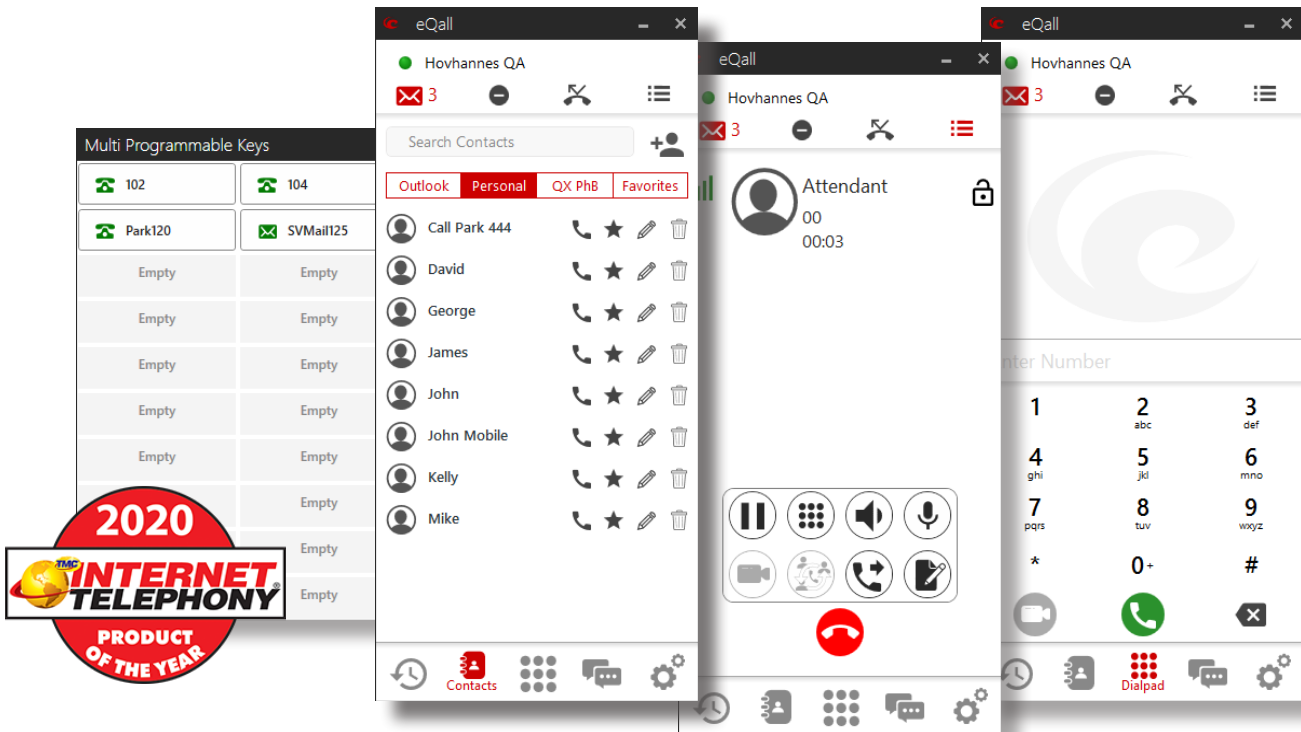 Multi Programmable Keys
102
104
Park120
SVMail125
Empty
Empty
Empty
Empty
Empty
Empty
Empty
Empty
Empty
Empty
Empty
Empty
Empty
2020
TMC
INTERNET
TELEPHONY®
PRODUCT
OF THE YEAR
eQall
Hovhannes QA
3
Search Contacts
Outlook Personal QX PhB Favorites
Call Park 444
David
George
James
John
John Mobile
Kelly
Mike
Contacts
eQall
Hovhannes QA
3
Attendant
00
00:03
eQall
Hovhannes QA
3
nter Number
1 2 3
abc def
4 5 6
ghi jkl mno
7 8 9
pqrs tuv wxyz
* 0+ #
Dialpad